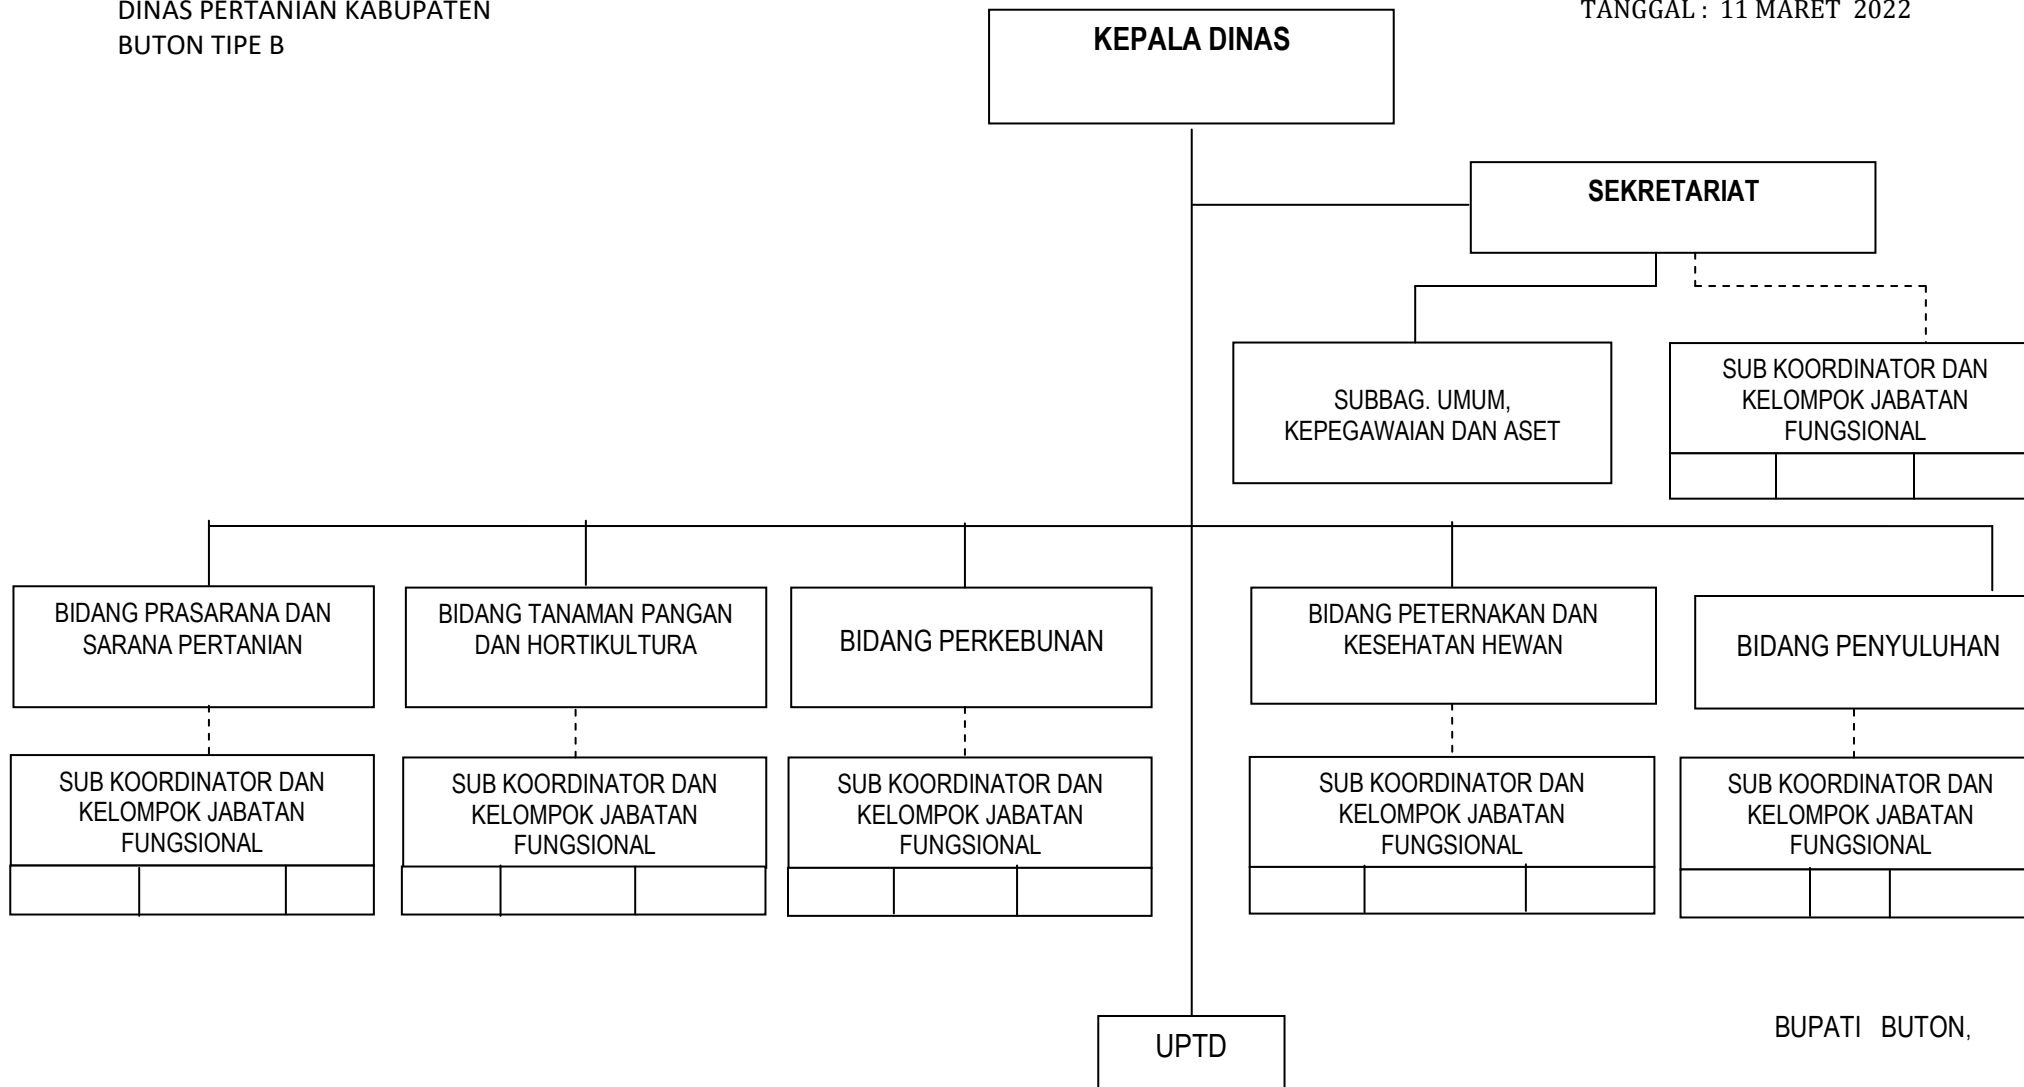 DINAS PERTANIAN KABUPATEN
BUTON TIPE B
TANGGAL : 11 MARET 2022
KEPALA DINAS
SEKRETARIAT
SUBBAG. UMUM,
KEPEGAWAIAN DAN ASET
SUB KOORDINATOR DAN
KELOMPOK JABATAN
FUNGSIONAL
BIDANG PRASARANA DAN
SARANA PERTANIAN
BIDANG TANAMAN PANGAN
DAN HORTIKULTURA
BIDANG PERKEBUNAN
BIDANG PETERNAKAN DAN
KESEHATAN HEWAN
BIDANG PENYULUHAN
SUB KOORDINATOR DAN
KELOMPOK JABATAN
FUNGSIONAL
SUB KOORDINATOR DAN
KELOMPOK JABATAN
FUNGSIONAL
SUB KOORDINATOR DAN
KELOMPOK JABATAN
FUNGSIONAL
SUB KOORDINATOR DAN
KELOMPOK JABATAN
FUNGSIONAL
SUB KOORDINATOR DAN
KELOMPOK JABATAN
FUNGSIONAL
UPTD
BUPATI BUTON,